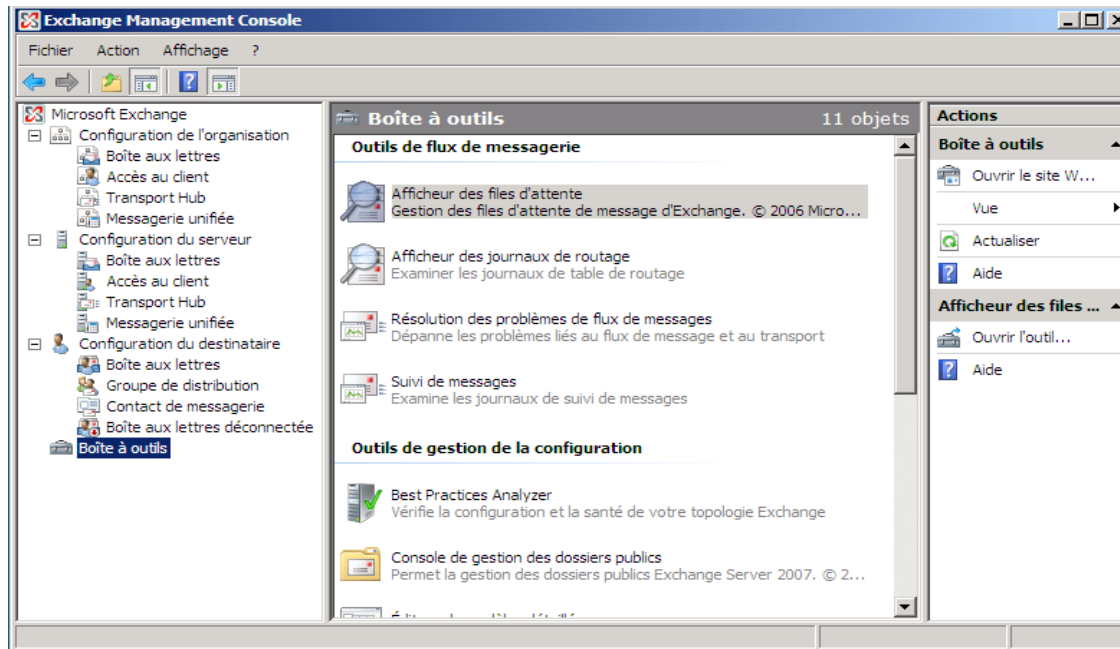 Exchange Management Console
Fichier Action Affichage ?
Microsoft Exchange
Configuration de l'organisation
Boîte aux lettres
Accès au client
Transport Hub
Messagerie unifiée
Configuration du serveur
Boîte aux lettres
Accès au client
Transport Hub
Messagerie unifiée
Configuration du destinataire
Boîte aux lettres
Groupe de distribution
Contact de messagerie
Boîte aux lettres déconnectée
Boîte à outils
Boîte à outils 11 objets
Outils de flux de messagerie
Afficheur des files d'attente
Gestion des files d'attente de message d'Exchange. © 2006 Micro...
Afficheur des journaux de routage
Examiner les journaux de table de routage
Résolution des problèmes de flux de messages
Dépanne les problèmes liés au flux de message et au transport
Suivi de messages
Examine les journaux de suivi de messages
Outils de gestion de la configuration
Best Practices Analyzer
Vérifie la configuration et la santé de votre topologie Exchange
Console de gestion des dossiers publics
Permet la gestion des dossiers publics Exchange Server 2007. © 2...
Actions
Boîte à outils
Ouvrir le site W...
Vue
Actualiser
Aide
Afficheur des files ...
Ouvrir l'outil...
Aide